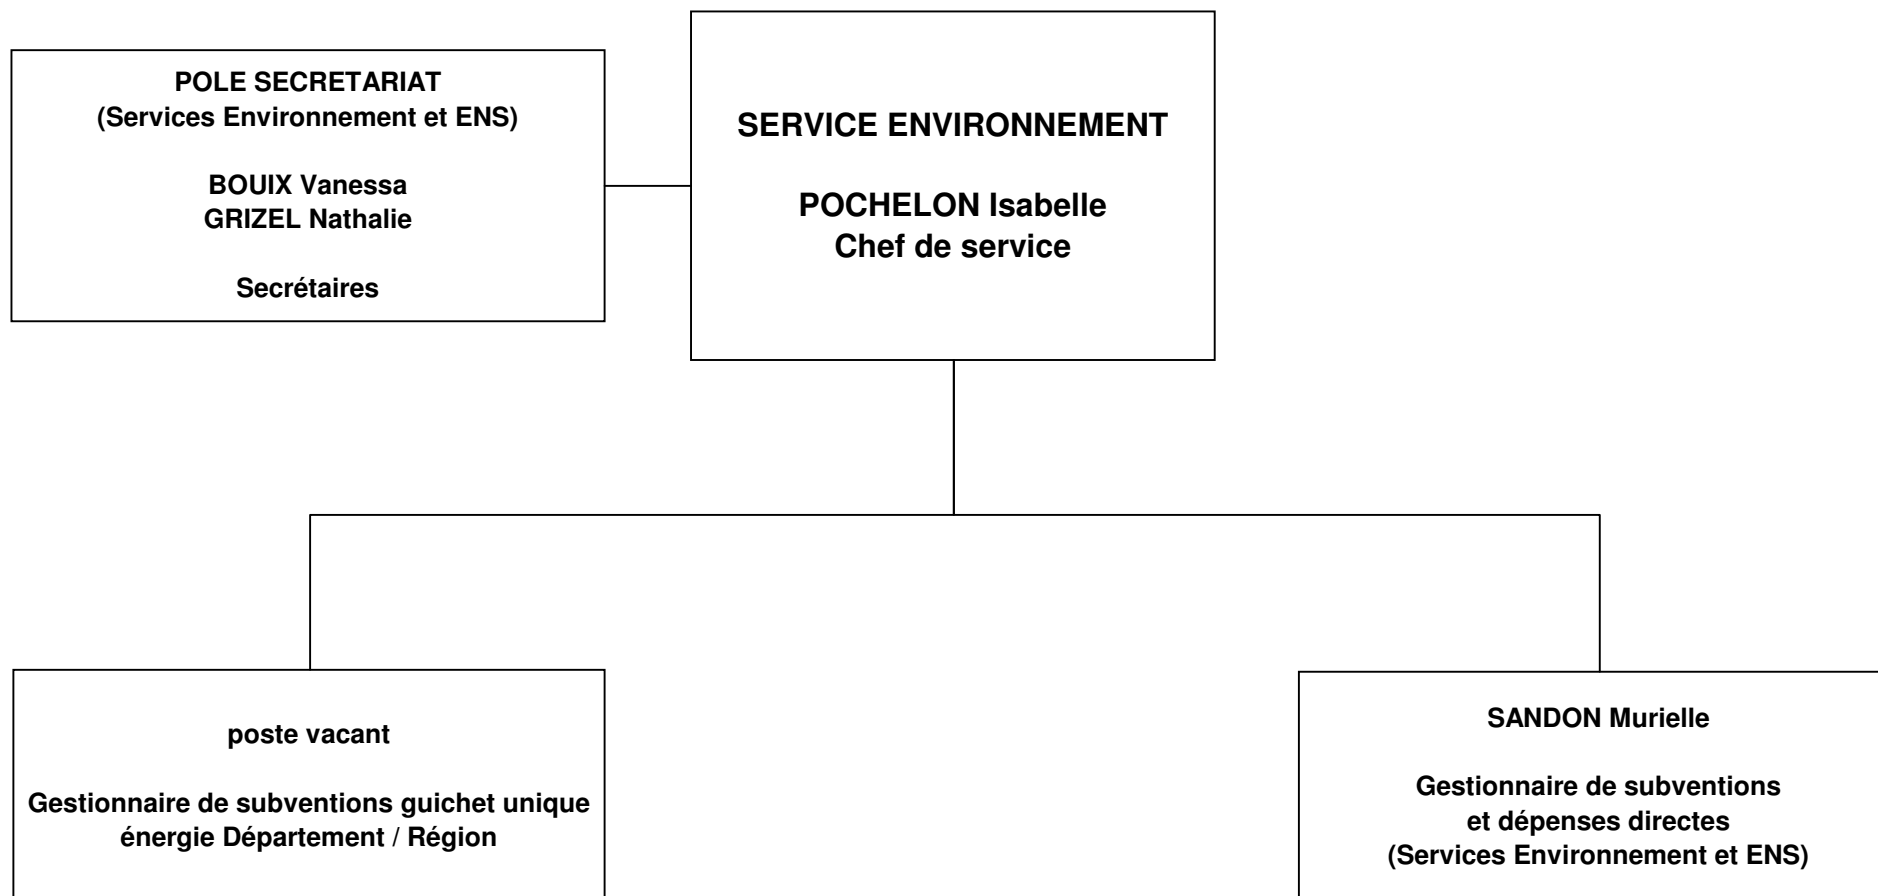 POLE SECRETARIAT
(Services Environnement et ENS)
BOUIX Vanessa
GRIZEL Nathalie
Secrétaires
SERVICE ENVIRONNEMENT
POCHELON Isabelle
Chef de service
poste vacant
Gestionnaire de subventions guichet unique
énergie Département / Région
SANDON Murielle
Gestionnaire de subventions
et dépenses directes
(Services Environnement et ENS)